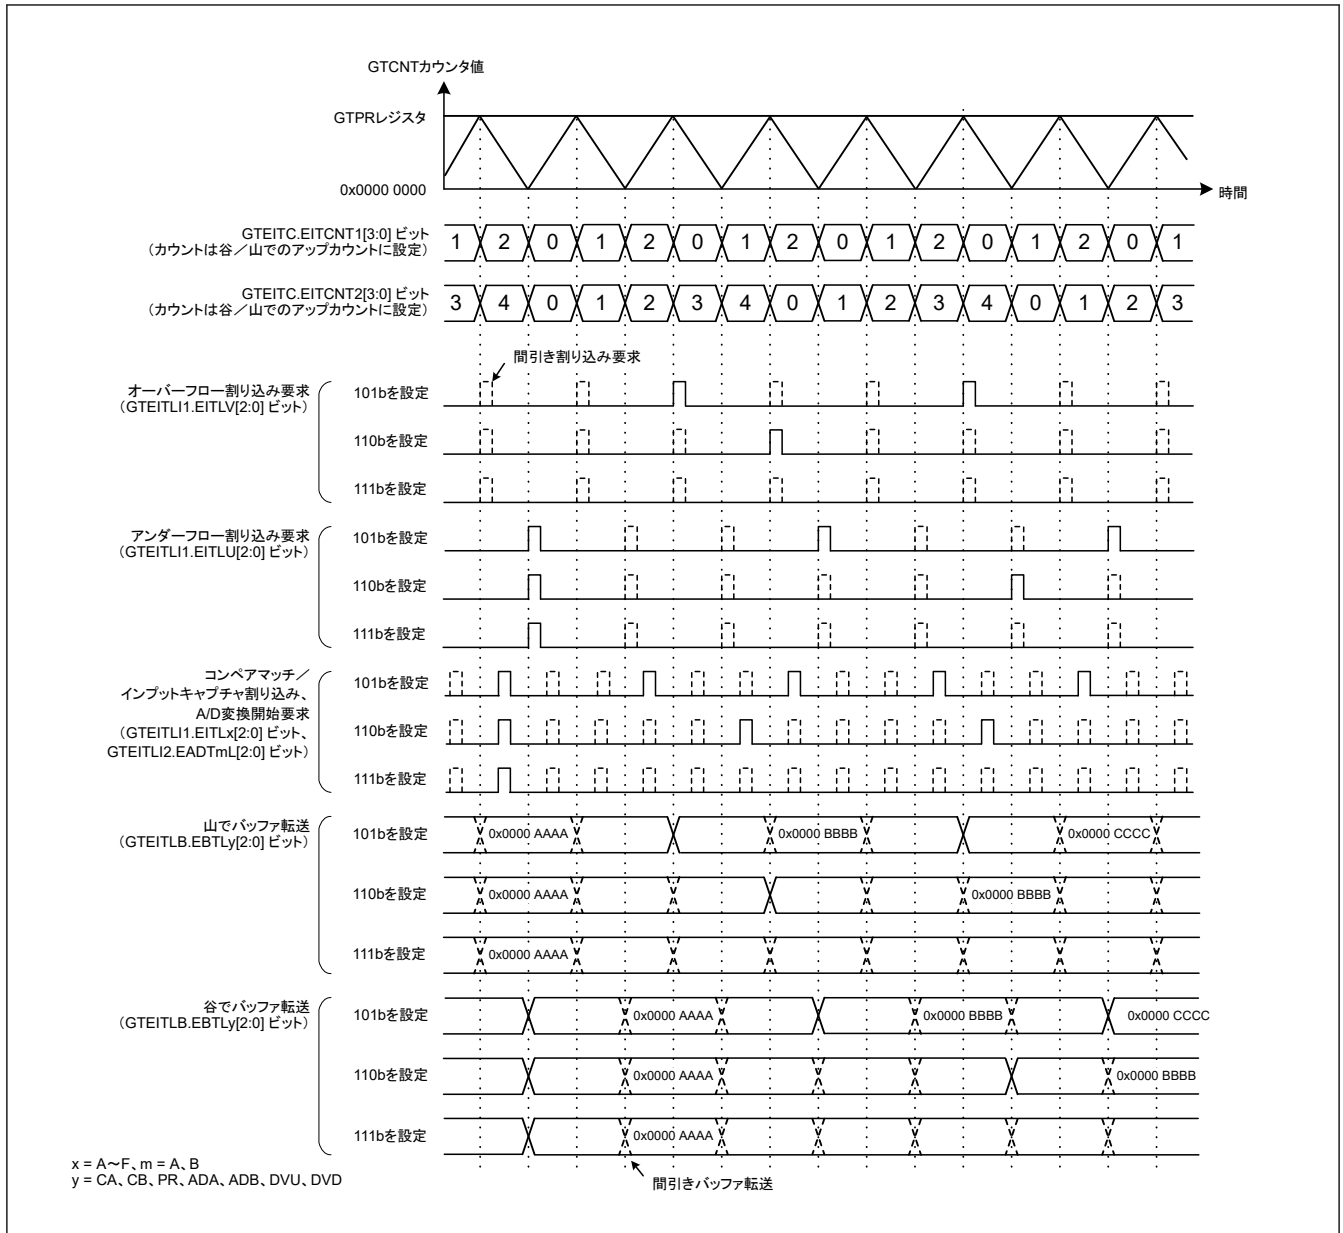 GTCNTカウンタ値
GTPRレジスタ
0x0000 0000
時間
GTEITC.EITCNT1[3:0] ビット
（カウントは谷／山でのアップカウントに設定）
1 2 0 1 2 0 1 2 0 1 2 0 1 2 0 1
GTEITC.EITCNT2[3:0] ビット
（カウントは谷／山でのアップカウントに設定）
3 4 0 1 2 3 4 0 1 2 3 4 0 1 2 3
間引き割り込み要求
オーバーフロー割り込み要求
（GTEITLI1.EITLV[2:0] ビット）
101bを設定
110bを設定
111bを設定
アンダーフロー割り込み要求
（GTEITLI1.EITLU[2:0] ビット）
101bを設定
110bを設定
111bを設定
コンペアマッチ／
インプットキャプチャ割り込み、
A/D変換開始要求
（GTEITLI1.EITLx[2:0] ビット、
GTEITLI2.EADTmL[2:0] ビット）
101bを設定
110bを設定
111bを設定
山でバッファ転送
（GTEITLB.EBTLy[2:0] ビット）
101bを設定 0x0000 AAAA 0x0000 BBBB 0x0000 CCCC
110bを設定 0x0000 AAAA 0x0000 BBBB
111bを設定 0x0000 AAAA
谷でバッファ転送
（GTEITLB.EBTLy[2:0] ビット）
101bを設定 0x0000 AAAA 0x0000 BBBB 0x0000 CCCC
110bを設定 0x0000 AAAA 0x0000 BBBB
111bを設定 0x0000 AAAA
間引きバッファ転送
x = A～F、m = A、B
y = CA、CB、PR、ADA、ADB、DVU、DVD